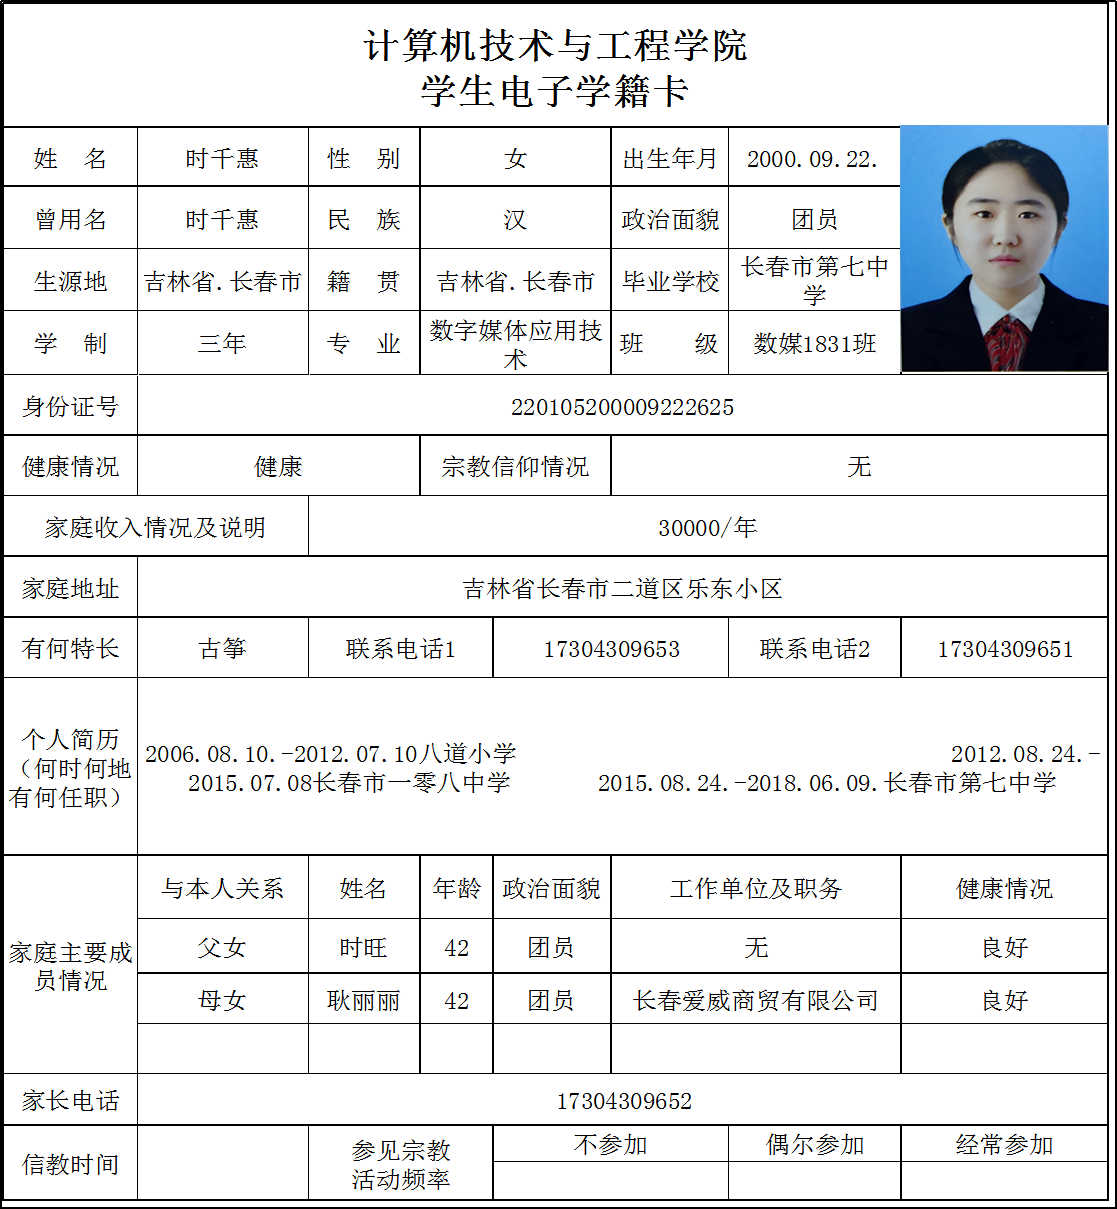 计算机技术与工程学院
学生电子学籍卡
姓 名 时千惠 性 别 女 出生年月 2000.09.22.
曾用名 时千惠 民 族 汉 政治面貌 团员
生源地 吉林省.长春市 籍 贯 吉林省.长春市 毕业学校 长春市第七中
学
学 制 三年 专 业 数字媒体应用技
术 班 级 数媒1831班
身份证号 220105200009222625
健康情况 健康 宗教信仰情况 无
家庭收入情况及说明 30000/年
家庭地址 吉林省长春市二道区乐东小区
有何特长 古筝 联系电话1 17304309653 联系电话2 17304309651
个人简历
（何时何地
有何任职）
2006.08.10.-2012.07.10八道小学 2012.08.24.-
2015.07.08长春市一零八中学 2015.08.24.-2018.06.09.长春市第七中学
家庭主要成
员情况
与本人关系 姓名 年龄 政治面貌 工作单位及职务 健康情况
父女 时旺 42 团员 无 良好
母女 耿丽丽 42 团员 长春爱威商贸有限公司 良好
家长电话 17304309652
信教时间 参见宗教
活动频率 不参加 偶尔参加 经常参加